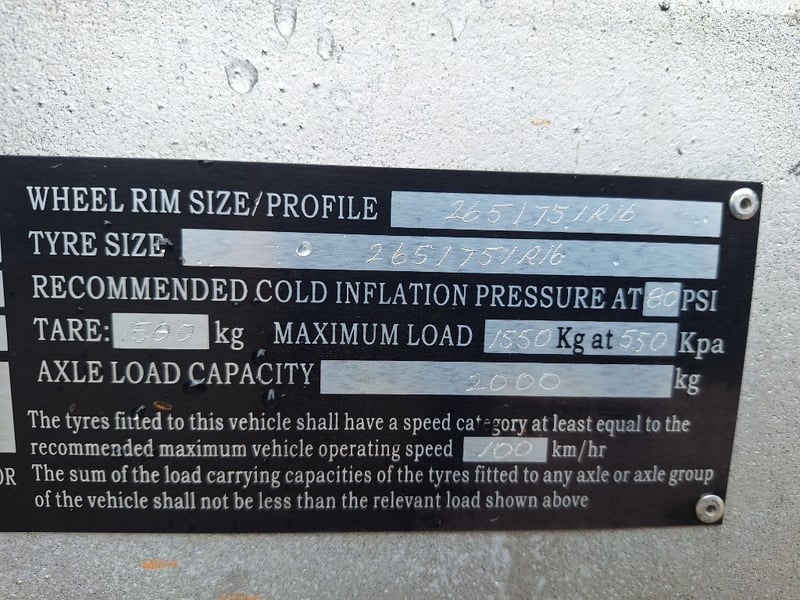 WHEEL RIM SIZE/PROFILE 265/75/R16
TYRE SIZE 265/75/R16
RECOMMENDED COLD INFLATION PRESSURE AT 80 PSI
TARE: 1590 kg MAXIMUM LOAD 1550 Kg at 550 Kpa
AXLE LOAD CAPACITY 2000 kg
The tyres fitted to this vehicle shall have a speed category at least equal to the
recommended maximum vehicle operating speed 100 km/hr
OR The sum of the load carrying capacities of the tyres fitted to any axle or axle group
of the vehicle shall not be less than the relevant load shown above